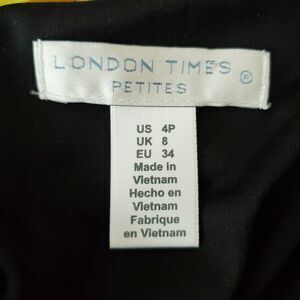 LONDON TIMES ®
PETITES
US 4P
UK 8
EU 34
Made in
Vietnam
Hecho en
Vietnam
Fabrique
en Vietnam